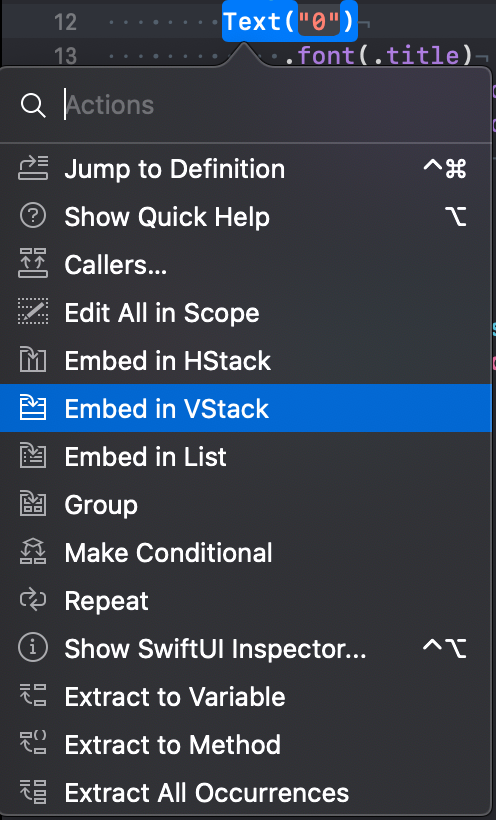 12 Text("0")
13 .font(.title)
Actions
Jump to Definition ^⌘
Show Quick Help ⌥
Callers...
Edit All in Scope
Embed in HStack
Embed in VStack
Embed in List
Group
Make Conditional
Repeat
Show SwiftUI Inspector... ^⌥
Extract to Variable
Extract to Method
Extract All Occurrences